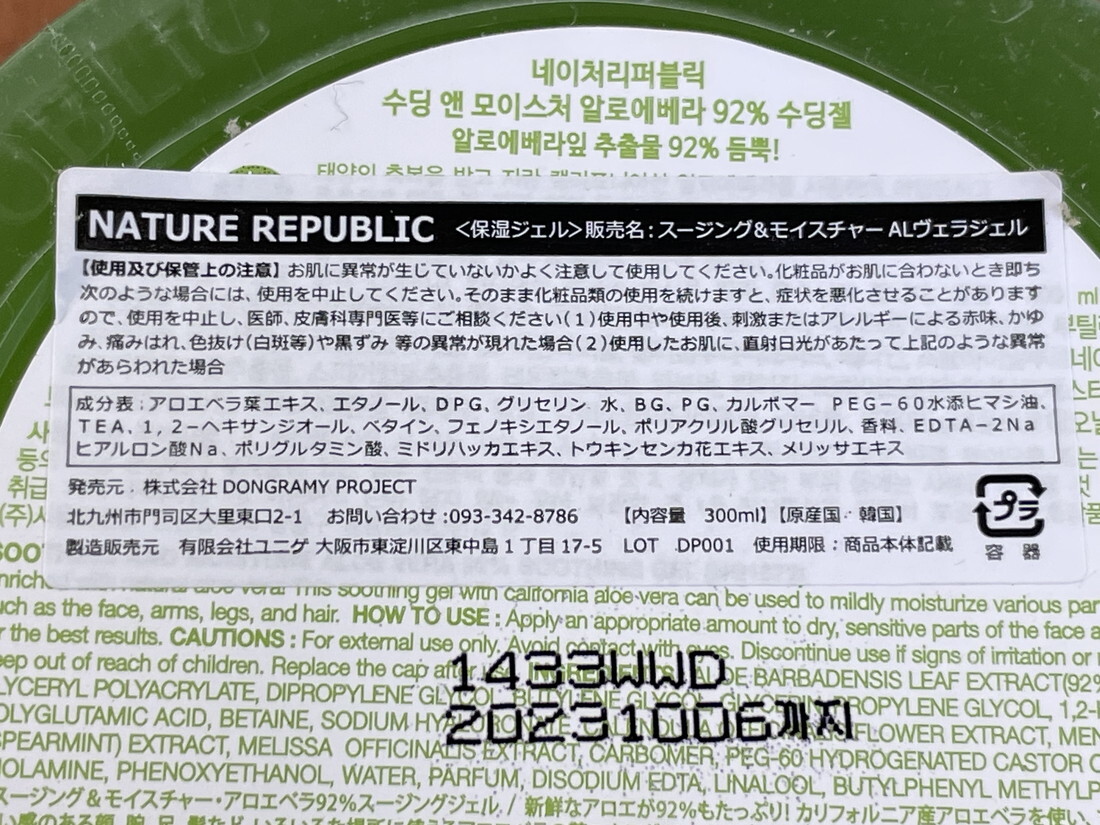 네이처리퍼블릭
수딩 앤 모이스처 알로에베라 92% 수딩젤
알로에베라잎 추출물 92% 듬뿍!
NATURE REPUBLIC <保湿ジェル>販売名:スージング&モイスチャー ALヴェラジェル
【使用及び保管上の注意】お肌に異常が生じていないかよく注意して使用してください。化粧品がお肌に合わないとき即ち
次のような場合には、使用を中止してください。そのまま化粧品類の使用を続けますと、症状を悪化させることがあります
ので、使用を中止し、医師、皮膚科専門医等にご相談ください(1)使用中や使用後、刺激またはアレルギーによる赤味、かゆ
み、痛みはれ、色抜け(白斑等)や黒ずみ 等の異常が現れた場合(2)使用したお肌に、直射日光があたって上記のような異常
があらわれた場合
成分表:アロエベラ葉エキス、エタノール、DPG、グリセリン 水、BG、PG、カルボマー PEG-60水添ヒマシ油、
TEA、1,2-ヘキサンジオール、ベタイン、フェノキシエタノール、ポリアクリル酸グリセリル、香料、EDTA-2Na
ヒアルロン酸Na、ポリグルタミン酸、ミドリハッカエキス、トウキンセンカ花エキス、メリッサエキス
発売元．株式会社 DONGRAMY PROJECT
北九州市門司区大里東口2-1 お問い合わせ:093-342-8786 【内容量 300ml】【原産国・韓国】
製造販売元 有限会社ユニゲ 大阪市東淀川区東中島1丁目17-5 LOT .DP001 使用期限:商品本体記載
プラ
容 器
natural aloe vera! This soothing gel with california aloe vera can be used to mildly moisturize various
such as the face, arms, legs, and hair. HOW TO USE : Apply an appropriate amount to dry, sensitive parts of the face
the best results. CAUTIONS : For external use only. Avoid contact with eyes. Discontinue use if signs of irritation or
out of reach of children. Replace the cap BARBADENSIS LEAF EXTRACT(92%
1433WWD
GLYCERYL POLYACRYLATE, DIPROPYLENE GLYCOL, BUTYLENE GLYCOL, GLYCERIN, PROPYLENE GLYCOL, 1,2-
20231006까지
POLYGLUTAMIC ACID, BETAINE, SODIUM FLOWER EXTRACT,
(SPEARMINT) EXTRACT, MELISSA OFFICINALIS EXTRACT, CARBOMER, PEG-60 HYDROGENATED CASTOR
PHENOXYETHANOL, WATER, PARFUM, DISODIUM EDTA, LINALOOL, BUTYLPHENYL
スージング&モイスチャー・アロエベラ92%スージングジェル / 新鮮なアロエが92%もたっぷり! カリフォルニア産アロエベラを使い、